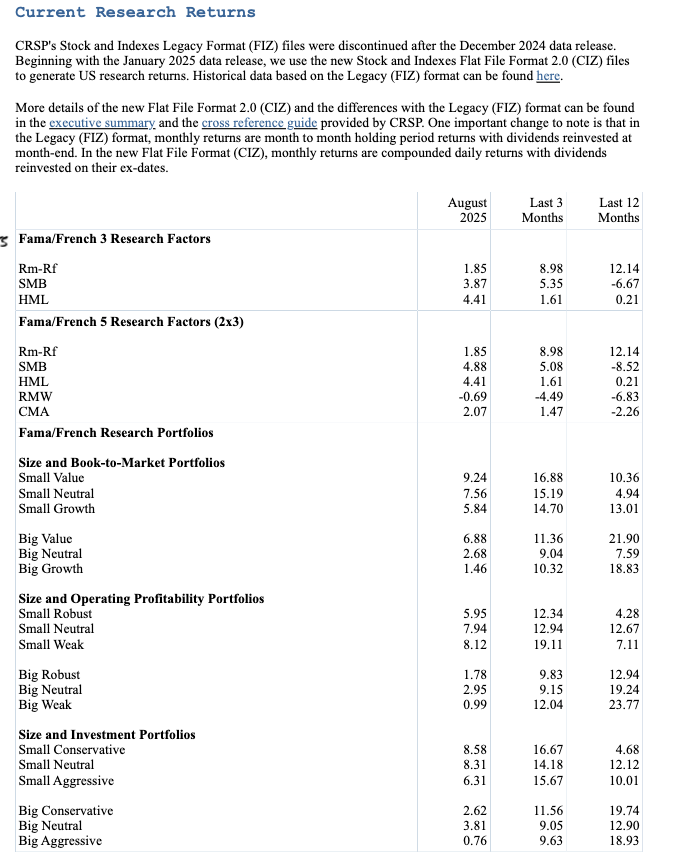 Current Research Returns
CRSP's Stock and Indexes Legacy Format (FIZ) files were discontinued after the December 2024 data release.
Beginning with the January 2025 data release, we use the new Stock and Indexes Flat File Format 2.0 (CIZ) files
to generate US research returns. Historical data based on the Legacy (FIZ) format can be found here.
More details of the new Flat File Format 2.0 (CIZ) and the differences with the Legacy (FIZ) format can be found
in the executive summary and the cross reference guide provided by CRSP. One important change to note is that in
the Legacy (FIZ) format, monthly returns are month to month holding period returns with dividends reinvested at
month-end. In the new Flat File Format (CIZ), monthly returns are compounded daily returns with dividends
reinvested on their ex-dates.
August Last 3 Last 12
2025 Months Months
Fama/French 3 Research Factors
Rm-Rf 1.85 8.98 12.14
SMB 3.87 5.35 -6.67
HML 4.41 1.61 0.21
Fama/French 5 Research Factors (2x3)
Rm-Rf 1.85 8.98 12.14
SMB 4.88 5.08 -8.52
HML 4.41 1.61 0.21
RMW -0.69 -4.49 -6.83
CMA 2.07 1.47 -2.26
Fama/French Research Portfolios
Size and Book-to-Market Portfolios
Small Value 9.24 16.88 10.36
Small Neutral 7.56 15.19 4.94
Small Growth 5.84 14.70 13.01
Big Value 6.88 11.36 21.90
Big Neutral 2.68 9.04 7.59
Big Growth 1.46 10.32 18.83
Size and Operating Profitability Portfolios
Small Robust 5.95 12.34 4.28
Small Neutral 7.94 12.94 12.67
Small Weak 8.12 19.11 7.11
Big Robust 1.78 9.83 12.94
Big Neutral 2.95 9.15 19.24
Big Weak 0.99 12.04 23.77
Size and Investment Portfolios
Small Conservative 8.58 16.67 4.68
Small Neutral 8.31 14.18 12.12
Small Aggressive 6.31 15.67 10.01
Big Conservative 2.62 11.56 19.74
Big Neutral 3.81 9.05 12.90
Big Aggressive 0.76 9.63 18.93